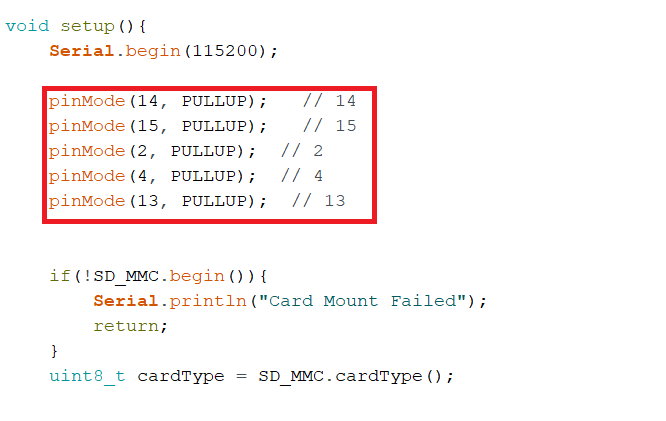 void setup(){
    Serial.begin(115200);
    pinMode(14, PULLUP);   // 14
    pinMode(15, PULLUP);   // 15
    pinMode(2, PULLUP);  // 2
    pinMode(4, PULLUP);  // 4
    pinMode(13, PULLUP);  // 13
    if(!SD_MMC.begin()){
        Serial.println("Card Mount Failed");
        return;
    }
    uint8_t cardType = SD_MMC.cardType();